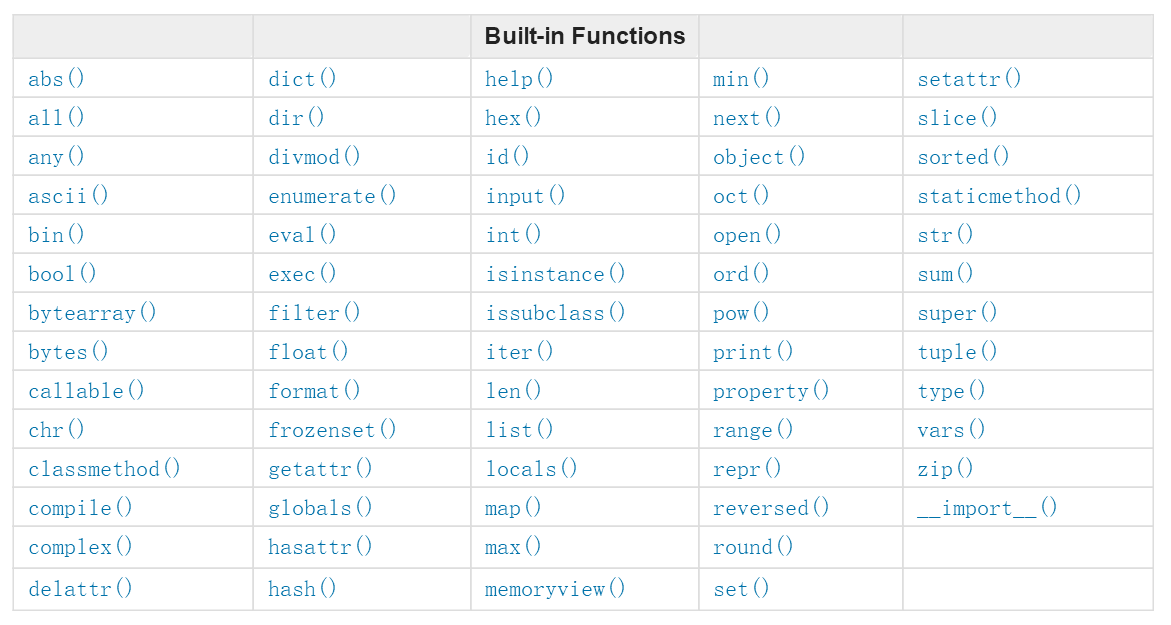 Built-in Functions
abs() dict() help() min() setattr()
all() dir() hex() next() slice()
any() divmod() id() object() sorted()
ascii() enumerate() input() oct() staticmethod()
bin() eval() int() open() str()
bool() exec() isinstance() ord() sum()
bytearray() filter() issubclass() pow() super()
bytes() float() iter() print() tuple()
callable() format() len() property() type()
chr() frozenset() list() range() vars()
classmethod() getattr() locals() repr() zip()
compile() globals() map() reversed() __import__()
complex() hasattr() max() round()
delattr() hash() memoryview() set()